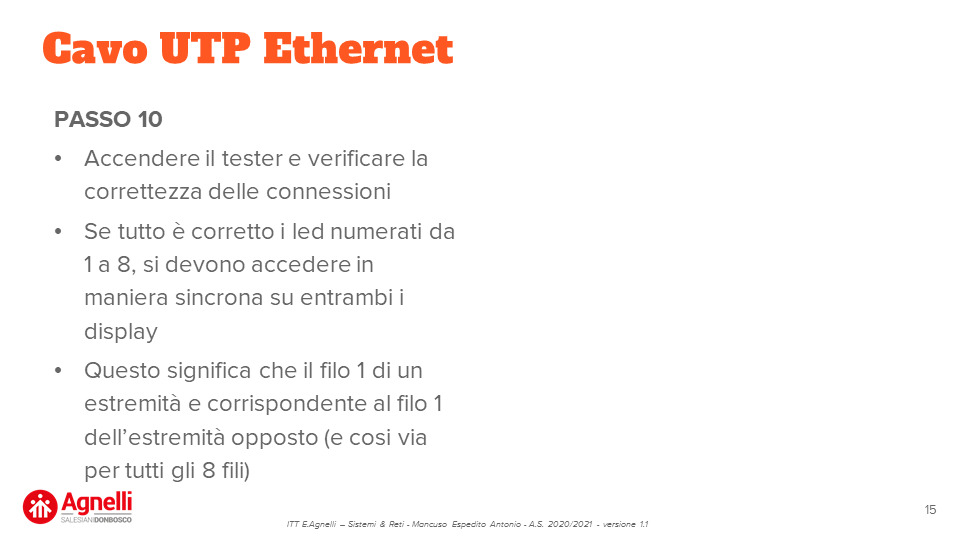 Cavo UTP Ethernet
PASSO 10
• Accendere il tester e verificare la
correttezza delle connessioni
• Se tutto è corretto i led numerati da
1 a 8, si devono accedere in
maniera sincrona su entrambi i
display
• Questo significa che il filo 1 di un
estremità e corrispondente al filo 1
dell’estremità opposto (e cosi via
per tutti gli 8 fili)
Agnelli
SALESIANIDONBOSCO
ITT E.Agnelli – Sistemi & Reti - Mancuso Espedito Antonio - A.S. 2020/2021 - versione 1.1
15